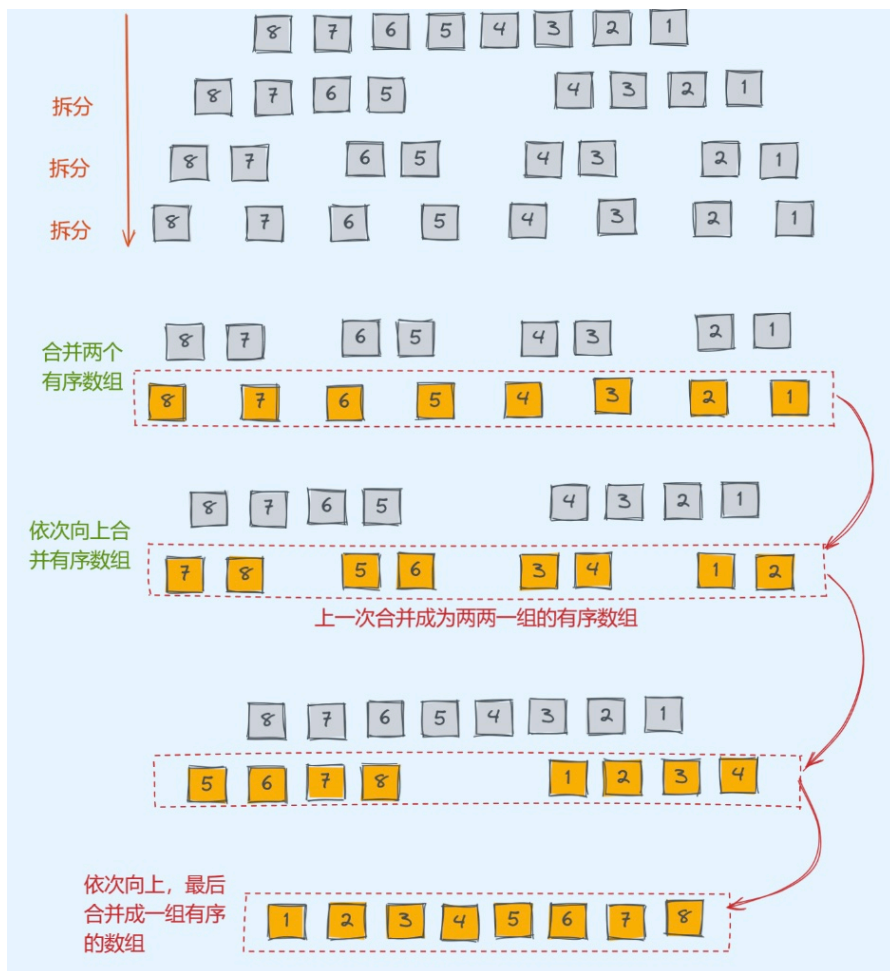 8 7 6 5 4 3 2 1
拆分
8 7 6 5 4 3 2 1
拆分
8 7 6 5 4 3 2 1
拆分
8 7 6 5 4 3 2 1
8 7 6 5 4 3 2 1
合并两个
有序数组
8 7 6 5 4 3 2 1
8 7 6 5 4 3 2 1
依次向上合
并有序数组
7 8 5 6 3 4 1 2
上一次合并成为两两一组的有序数组
8 7 6 5 4 3 2 1
5 6 7 8 1 2 3 4
依次向上，最后
合并成一组有序
的数组
1 2 3 4 5 6 7 8